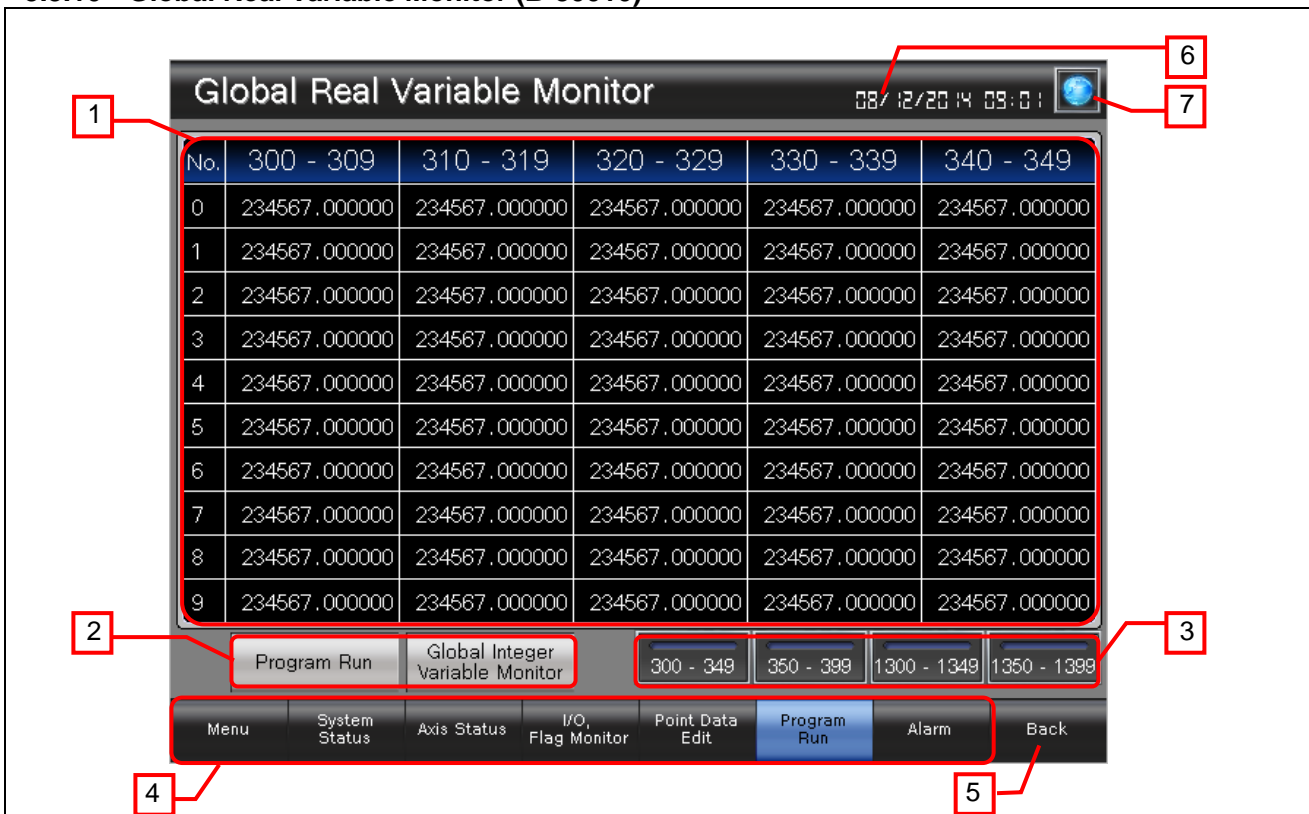 Global Real Variable Monitor
08/12/2014 09:01
6
7
1
No. 300 - 309 310 - 319 320 - 329 330 - 339 340 - 349
0 234567.000000 234567.000000 234567.000000 234567.000000 234567.000000
1 234567.000000 234567.000000 234567.000000 234567.000000 234567.000000
2 234567.000000 234567.000000 234567.000000 234567.000000 234567.000000
3 234567.000000 234567.000000 234567.000000 234567.000000 234567.000000
4 234567.000000 234567.000000 234567.000000 234567.000000 234567.000000
5 234567.000000 234567.000000 234567.000000 234567.000000 234567.000000
6 234567.000000 234567.000000 234567.000000 234567.000000 234567.000000
7 234567.000000 234567.000000 234567.000000 234567.000000 234567.000000
8 234567.000000 234567.000000 234567.000000 234567.000000 234567.000000
9 234567.000000 234567.000000 234567.000000 234567.000000 234567.000000
2
3
Program Run
Global Integer
Variable Monitor
300 - 349 350 - 399 1300 - 1349 1350 - 1399
Menu
System
Status
Axis Status
I/O,
Flag Monitor
Point Data
Edit
Program
Run
Alarm
Back
4
5